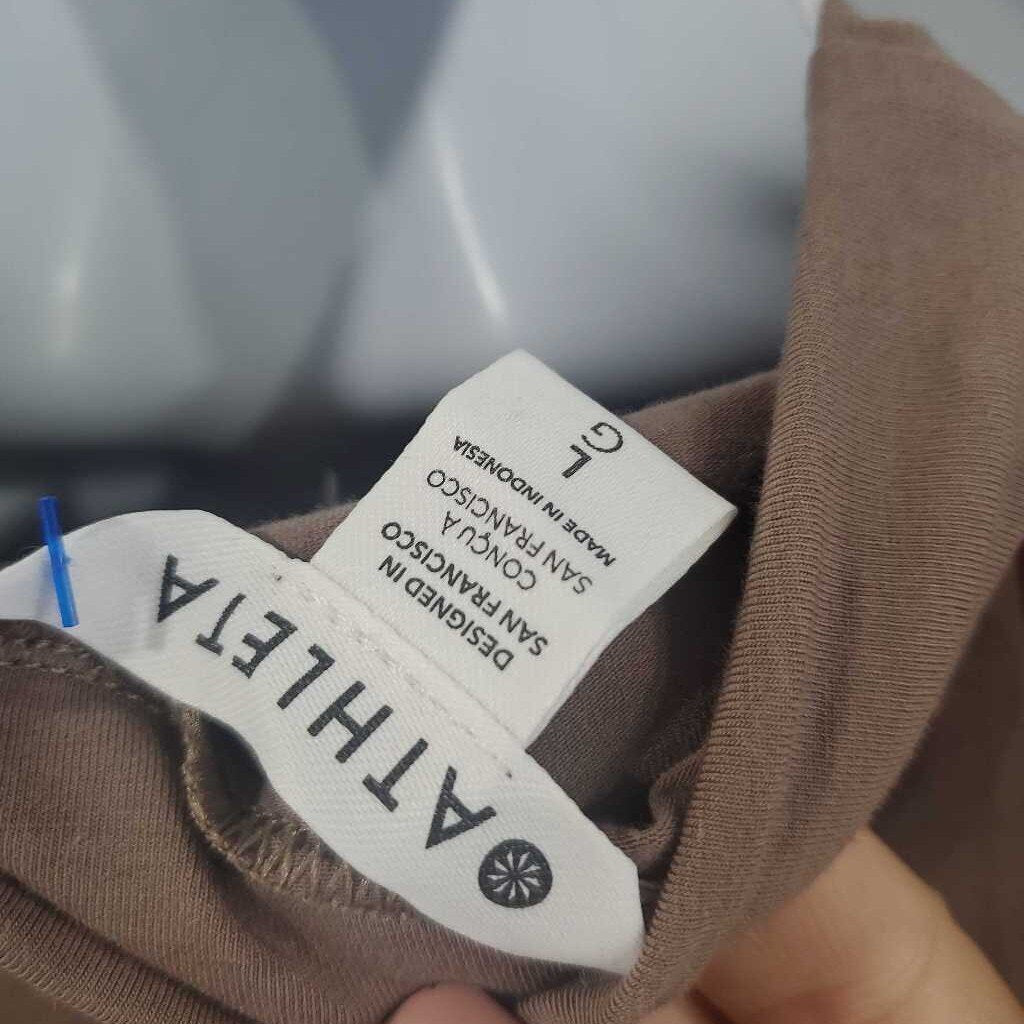 ATHLETA
DESIGNED IN
SAN FRANCISCO
CONÇU À
SAN FRANCISCO
MADE IN INDONESIA
L
G